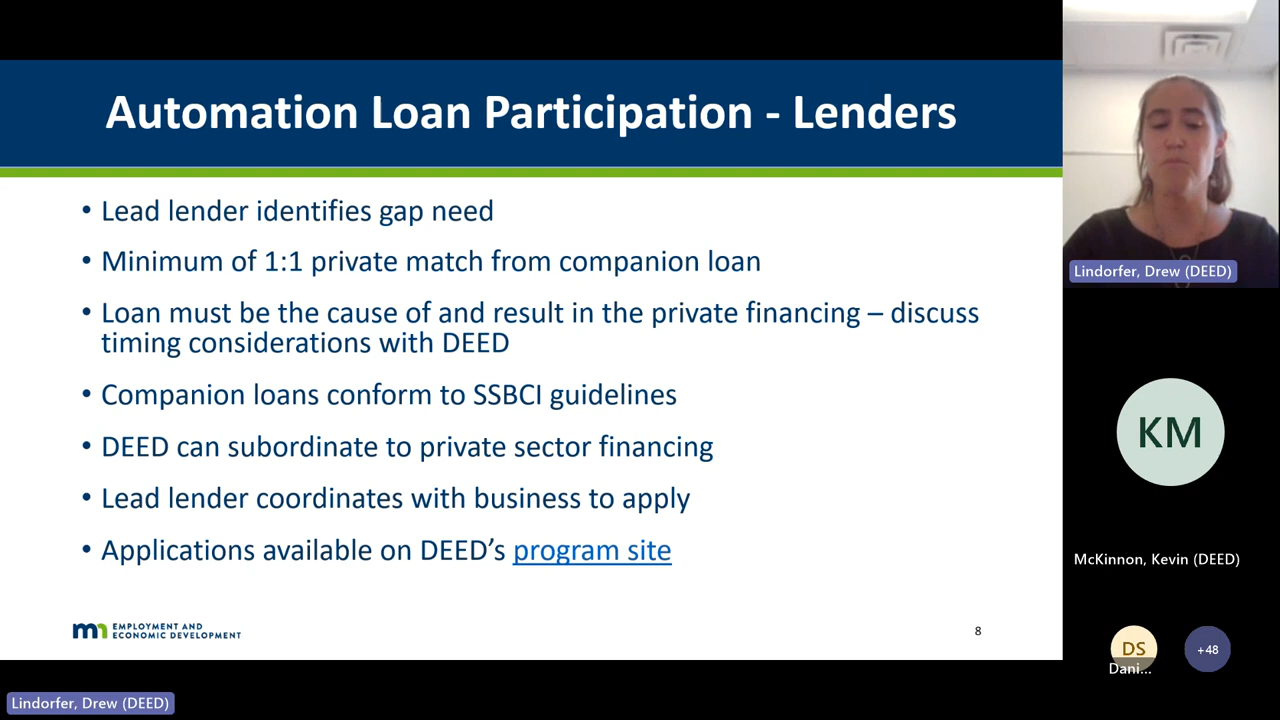 Automation Loan Participation - Lenders
• Lead lender identifies gap need
• Minimum of 1:1 private match from companion loan
• Loan must be the cause of and result in the private financing – discuss
timing considerations with DEED
• Companion loans conform to SSBCI guidelines
• DEED can subordinate to private sector financing
• Lead lender coordinates with business to apply
• Applications available on DEED’s program site
mn EMPLOYMENT AND
ECONOMIC DEVELOPMENT
8
Lindorfer, Drew (DEED)
KM
McKinnon, Kevin (DEED)
DS
Dani...
+48
Lindorfer, Drew (DEED)